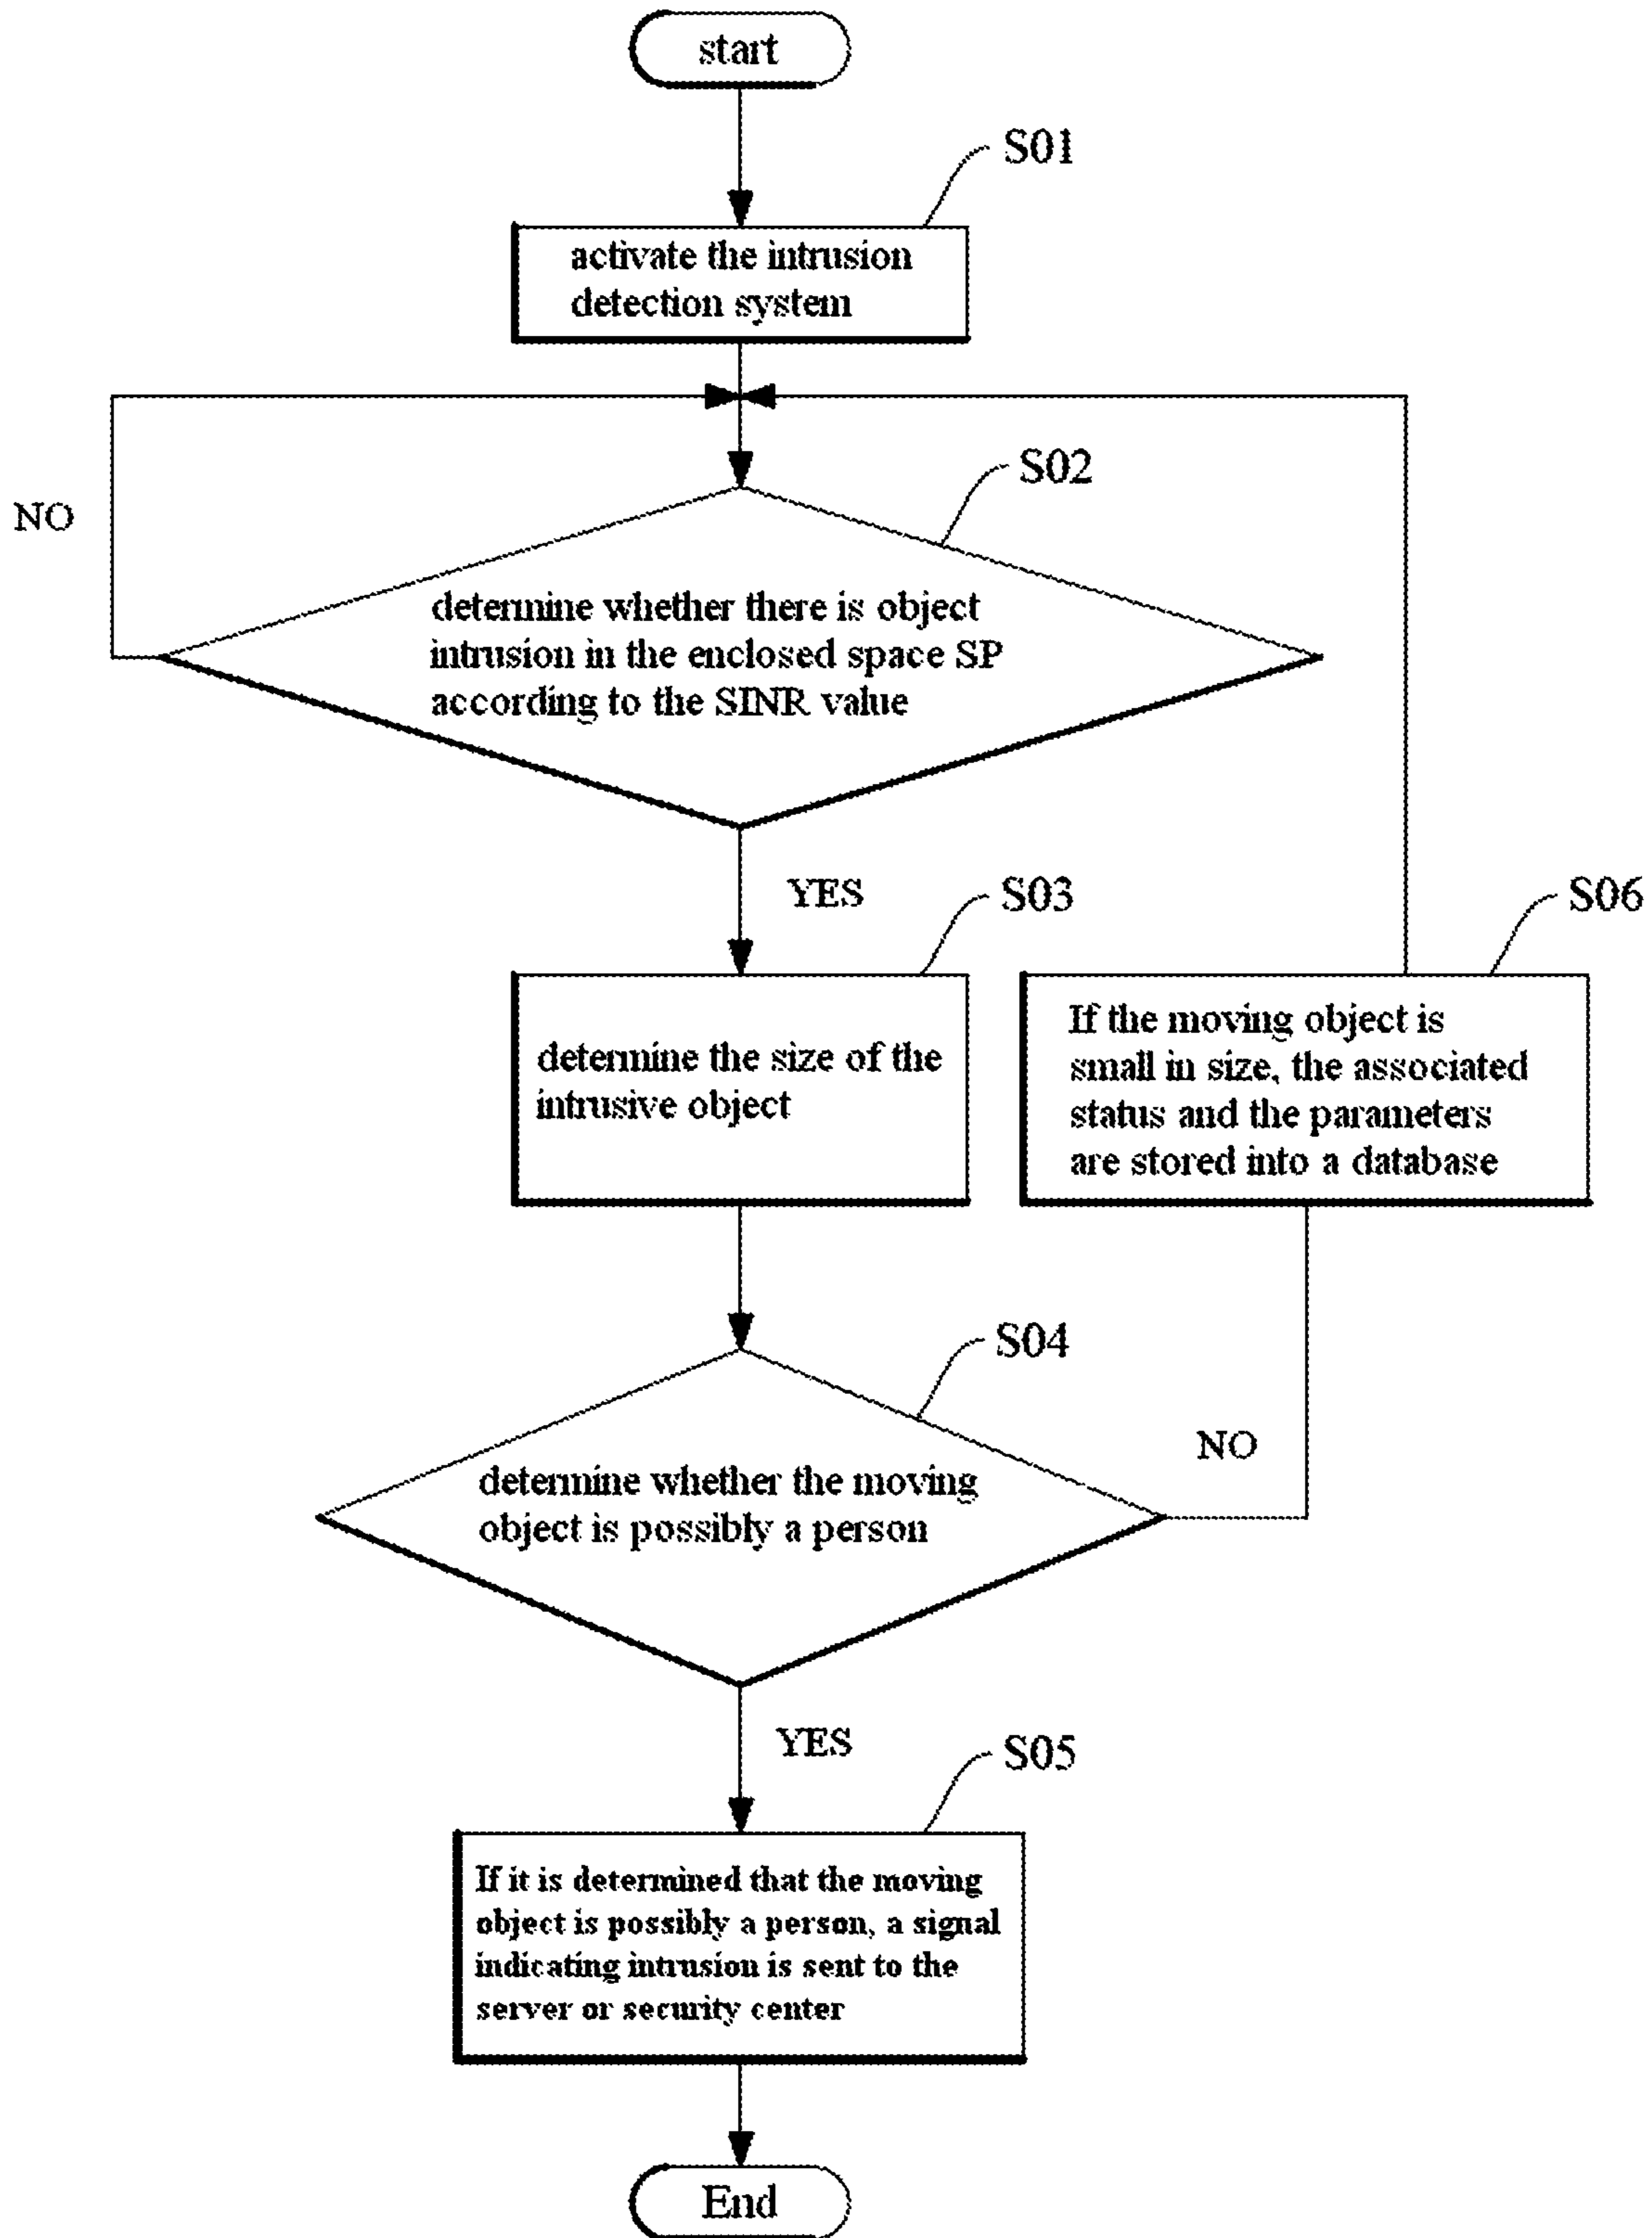 start
S01
activate the intrusion
detection system
S02
NO
determine whether there is object
intrusion in the enclosed space SP
according to the SINR value
YES
S03
S06
determine the size of the
intrusive object
If the moving object is
small in size, the associated
status and the parameters
are stored into a database
S04
NO
determine whether the moving
object is possibly a person
YES
S05
If it is determined that the moving
object is possibly a person, a signal
indicating intrusion is sent to the
server or security center
End